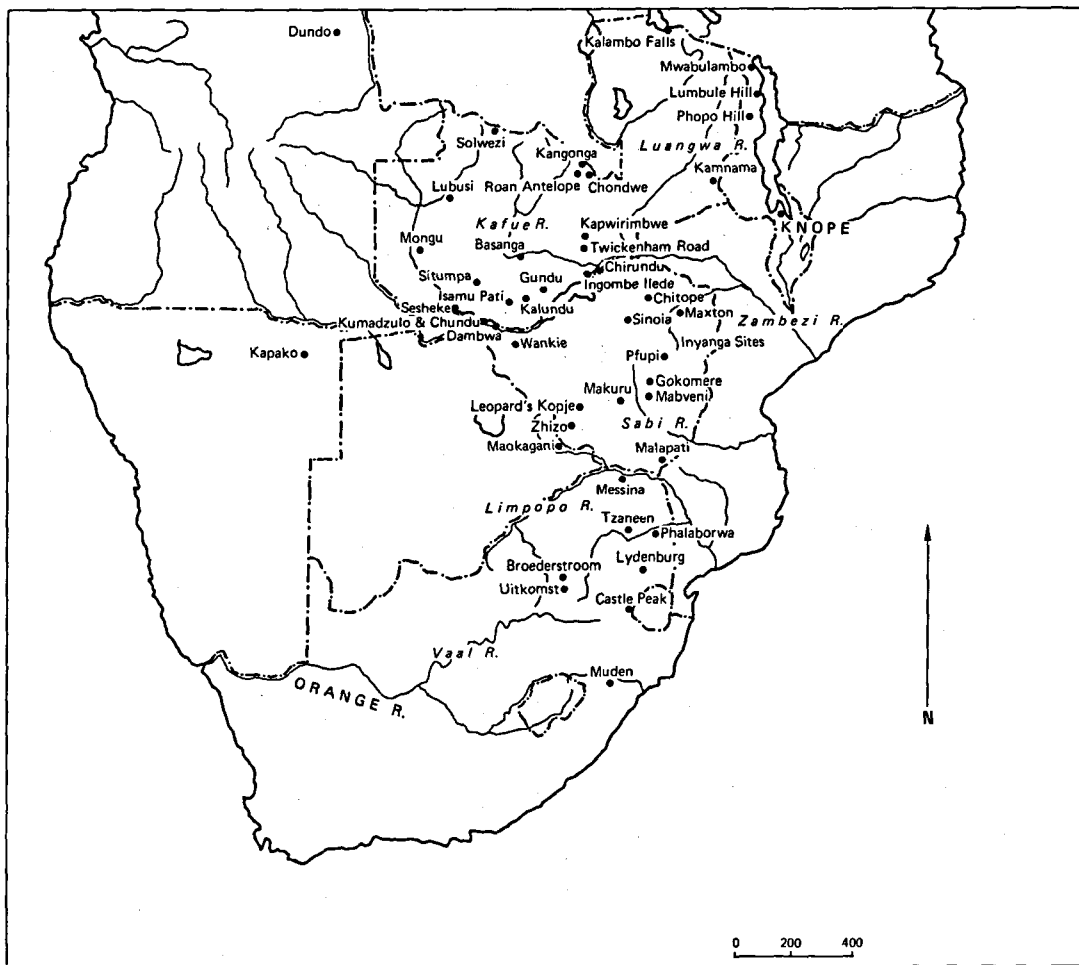 Dundo
Kalambo Falls
Mwabulambo
Lumbule Hill
Phopo Hill
Solwezi
Luangwa R.
Kangonga
Kamnama
Lubusi
Roan Antelope
Chondwe
KNOPE
Kafue R.
Kapwirimbwe
Mongu
Basanga
Twickenham Road
Situmpa
Gundu
Chirundu
Ingombe Ilede
Isamu Pati
Kalundu
Chitope
Sesheke
Maxton
Kumadzulo & Chundu
Sinoia
Zambezi R.
Dambwa
Wankie
Inyanga Sites
Kapako
Pfupi
Gokomere
Makuru
Mabveni
Leopard's Kopje
Zhizo
Sabi R.
Maokagani
Malapati
Messina
Limpopo R.
Tzaneen
Phalaborwa
Broederstroom
Lydenburg
Uitkomst
Castle Peak
Vaal R.
Muden
ORANGE R.
N
0 200 400